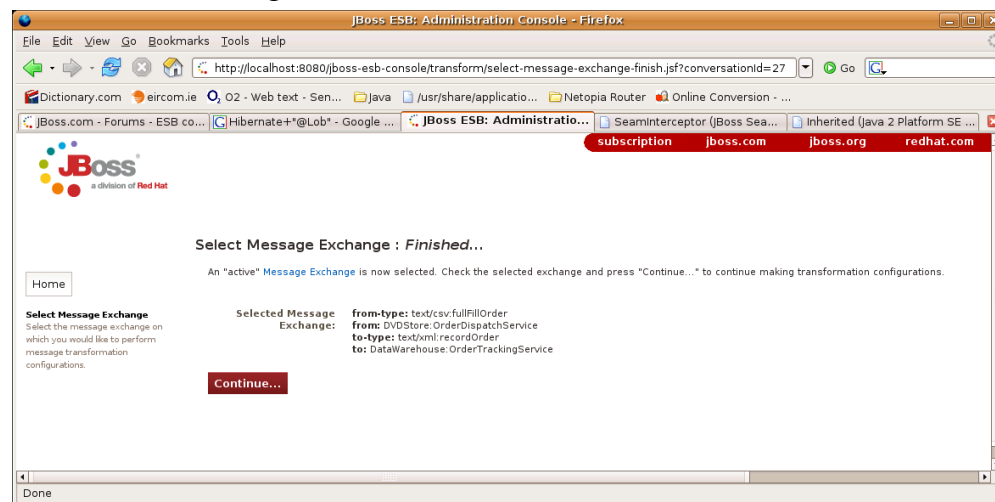 JBoss ESB: Administration Console - Firefox
File Edit View Go Bookmarks Tools Help
http://localhost:8080/jboss-esb-console/transform/select-message-exchange-finish.jsf?conversationId=27 Go
Dictionary.com eircom.ie O2 - Web text - Sen... Java /usr/share/applicatio... Netopia Router Online Conversion - ...
JBoss.com - Forums - ESB co... Hibernate+"@Lob" - Google ... JBoss ESB: Administratio... SeamInterceptor (JBoss Sea... Inherited (Java 2 Platform SE ...
subscription jboss.com jboss.org redhat.com
JBoss
a division of Red Hat
Select Message Exchange : Finished...
An "active" Message Exchange is now selected. Check the selected exchange and press "Continue..." to continue making transformation configurations.
Home
Select Message Exchange
Select the message exchange on
which you would like to perform
message transformation
configurations.
Selected Message
Exchange:
from-type: text/csv:fullFillOrder
from: DVDStore:OrderDispatchService
to-type: text/xml:recordOrder
to: DataWarehouse:OrderTrackingService
Continue...
Done